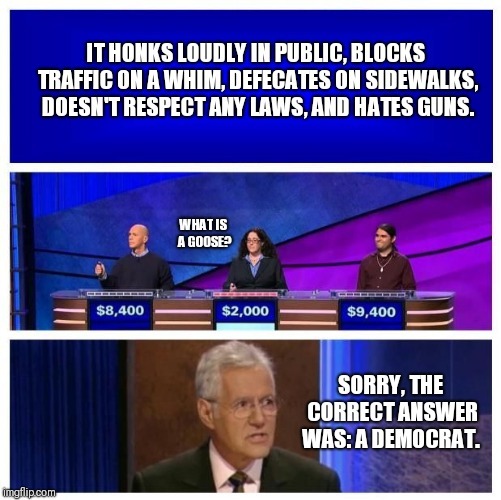 IT HONKS LOUDLY IN PUBLIC, BLOCKS
TRAFFIC ON A WHIM, DEFECATES ON SIDEWALKS,
DOESN'T RESPECT ANY LAWS, AND HATES GUNS.
WHAT IS
A GOOSE?
$8,400
$2,000
$9,400
SORRY, THE
CORRECT ANSWER
WAS: A DEMOCRAT.
imgflip.com